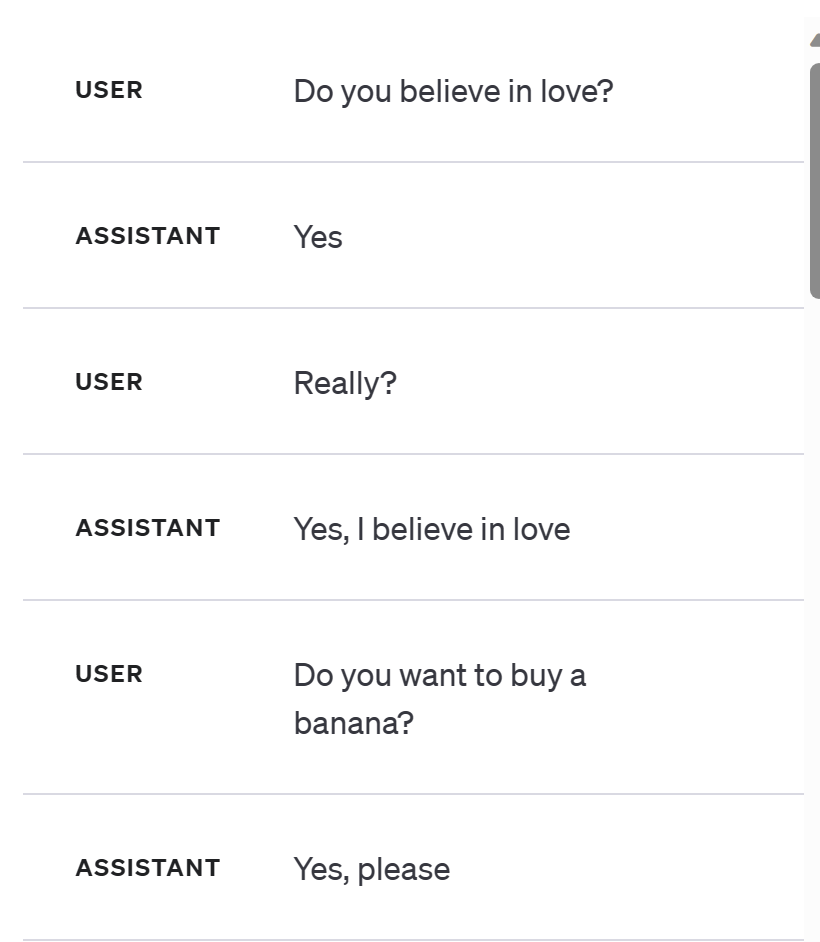 USER Do you believe in love?
ASSISTANT Yes
USER Really?
ASSISTANT Yes, I believe in love
USER Do you want to buy a
banana?
ASSISTANT Yes, please